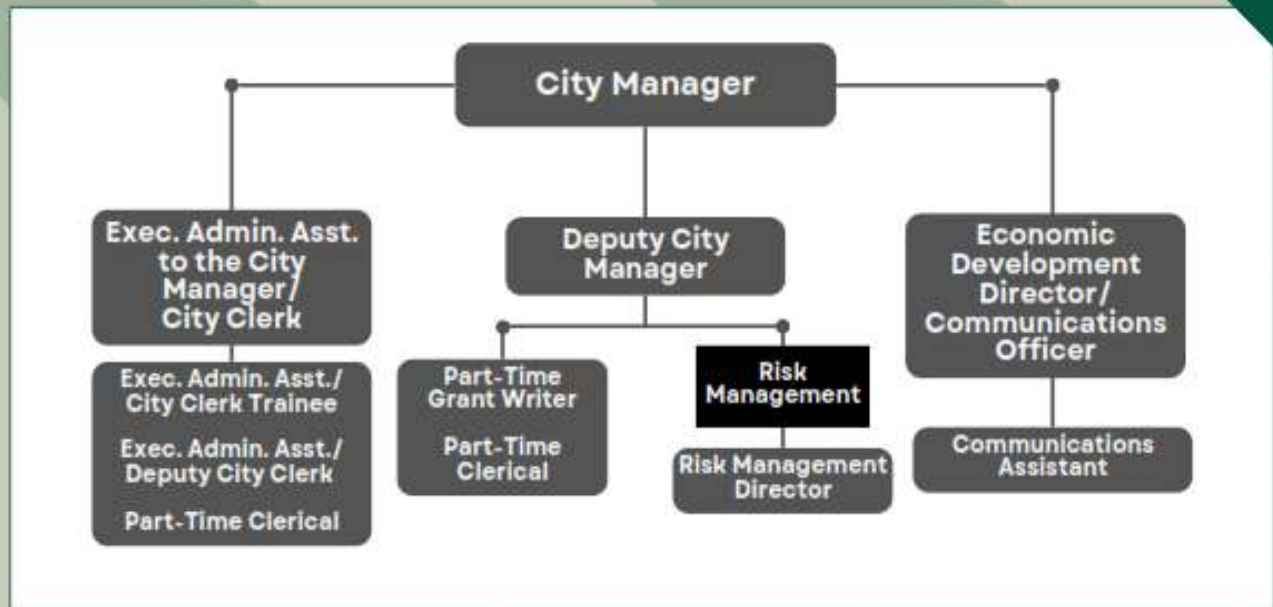 City Manager
Exec. Admin. Asst.
to the City
Manager/
City Clerk
Exec. Admin. Asst./
City Clerk Trainee
Exec. Admin. Asst./
Deputy City Clerk
Part-Time Clerical
Deputy City
Manager
Part-Time
Grant Writer
Part-Time
Clerical
Risk
Management
Risk Management
Director
Economic
Development
Director/
Communications
Officer
Communications
Assistant